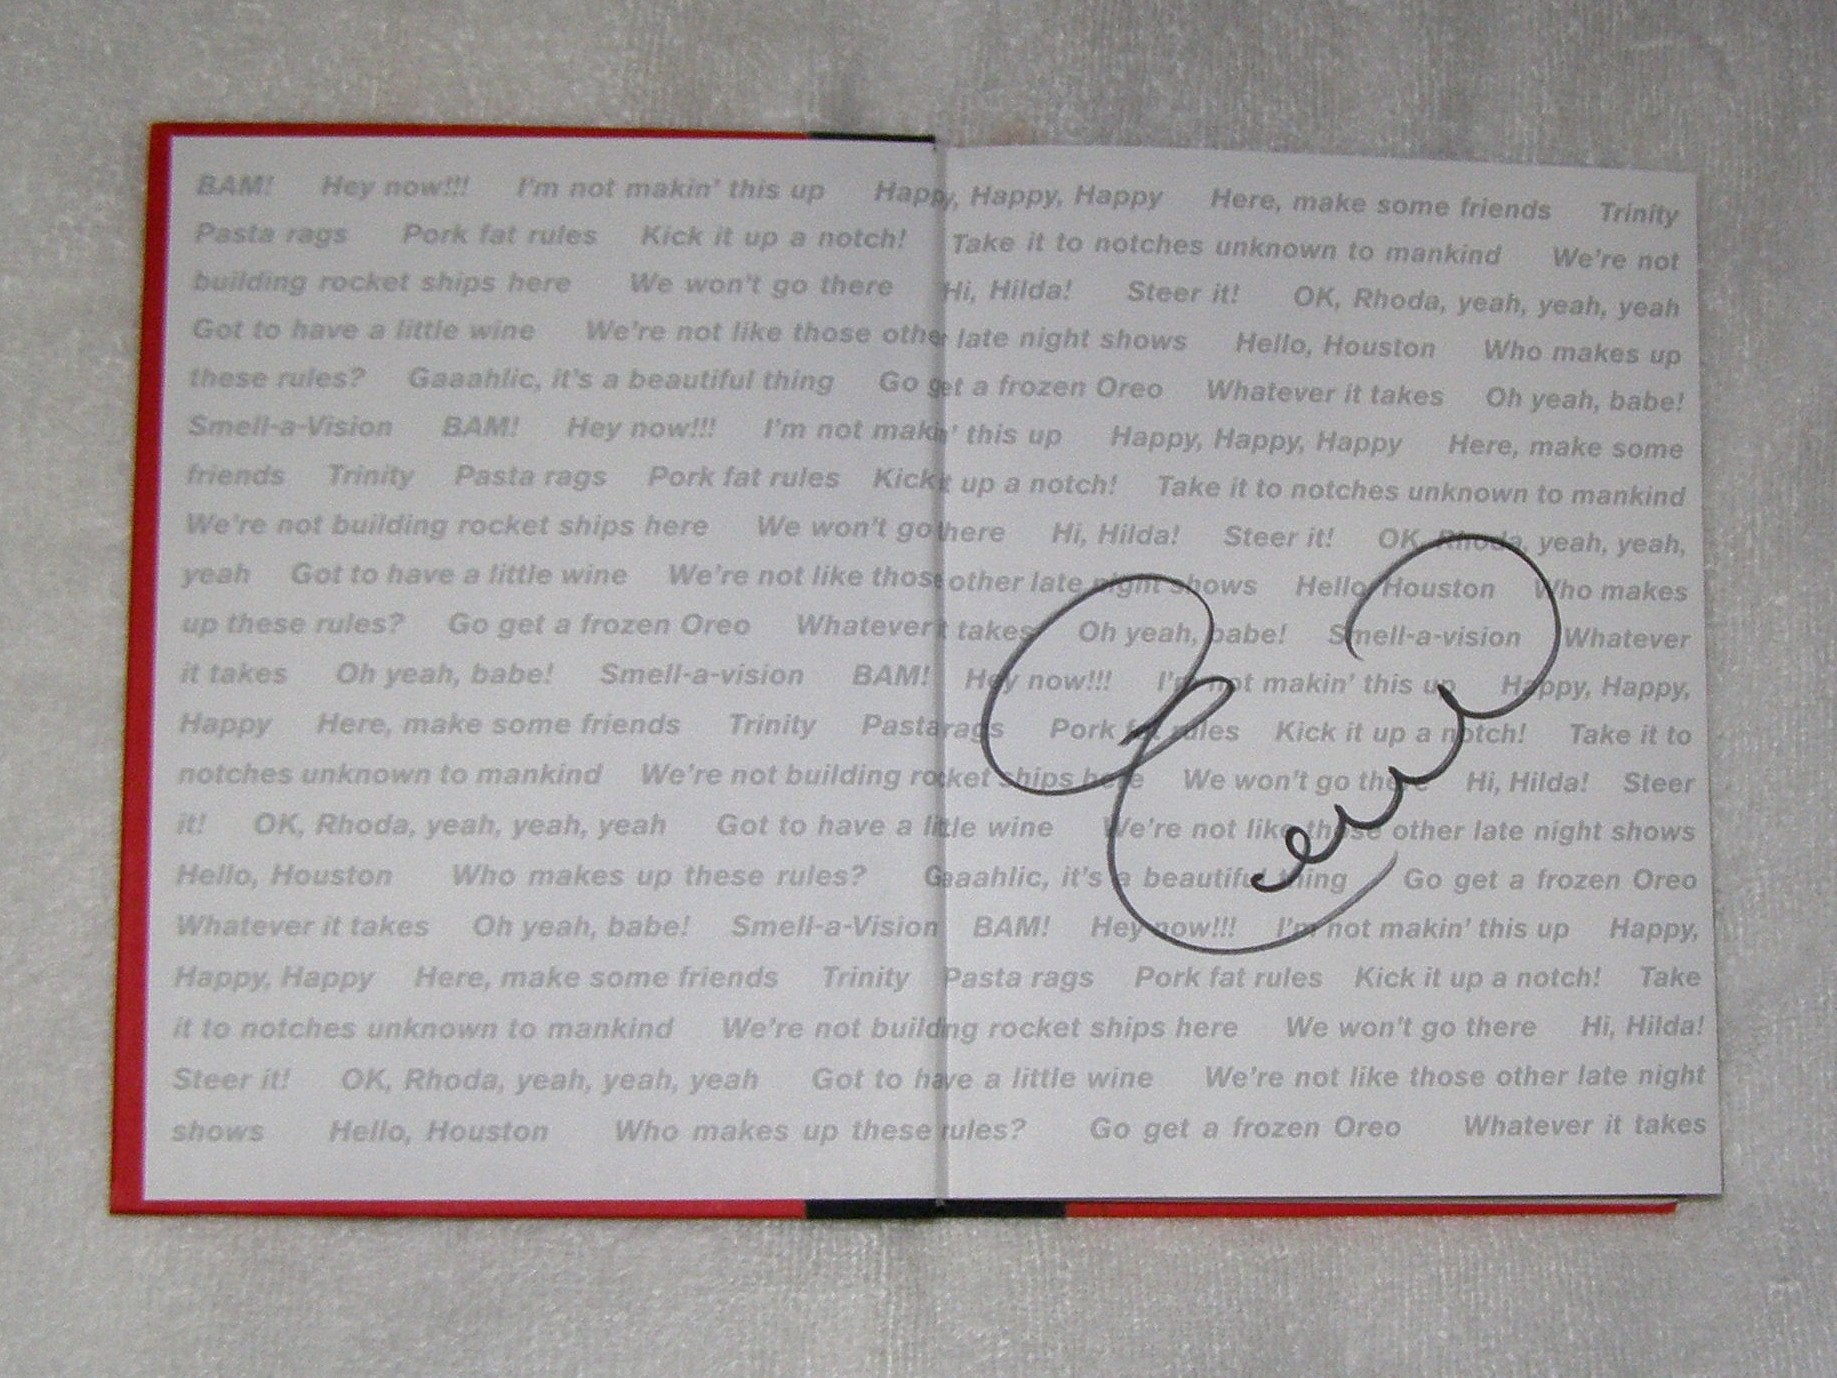 BAM! Hey now!!! I'm not makin' this up Happy, Happy, Happy Here, make some friends Trinity
Pasta rags Pork fat rules Kick it up a notch! Take it to notches unknown to mankind We're not
building rocket ships here We won't go there Hi, Hilda! Steer it! OK, Rhoda, yeah, yeah, yeah
Got to have a little wine We're not like those other late night shows Hello, Houston Who makes up
these rules? Gaaahlic, it's a beautiful thing Go get a frozen Oreo Whatever it takes Oh yeah, babe!
Smell-a-Vision BAM! Hey now!!! I'm not makin' this up Happy, Happy, Happy Here, make some
friends Trinity Pasta rags Pork fat rules Kick it up a notch! Take it to notches unknown to mankind
We're not building rocket ships here We won't go there Hi, Hilda! Steer it! OK, Rhoda, yeah, yeah,
yeah Got to have a little wine We're not like those other late night shows Hello, Houston Who makes
up these rules? Go get a frozen Oreo Whatever it takes Oh yeah, babe! Smell-a-vision Whatever
it takes Oh yeah, babe! Smell-a-vision BAM! Hey now!!! I'm not makin' this up Happy, Happy,
Happy Here, make some friends Trinity Pasta rags Pork fat rules Kick it up a notch! Take it to
notches unknown to mankind We're not building rocket ships here We won't go there Hi, Hilda! Steer
it! OK, Rhoda, yeah, yeah, yeah Got to have a little wine We're not like those other late night shows
Hello, Houston Who makes up these rules? Gaaahlic, it's a beautiful thing Go get a frozen Oreo
Whatever it takes Oh yeah, babe! Smell-a-Vision BAM! Hey now!!! I'm not makin' this up Happy,
Happy, Happy Here, make some friends Trinity Pasta rags Pork fat rules Kick it up a notch! Take
it to notches unknown to mankind We're not building rocket ships here We won't go there Hi, Hilda!
Steer it! OK, Rhoda, yeah, yeah, yeah Got to have a little wine We're not like those other late night
shows Hello, Houston Who makes up these rules? Go get a frozen Oreo Whatever it takes